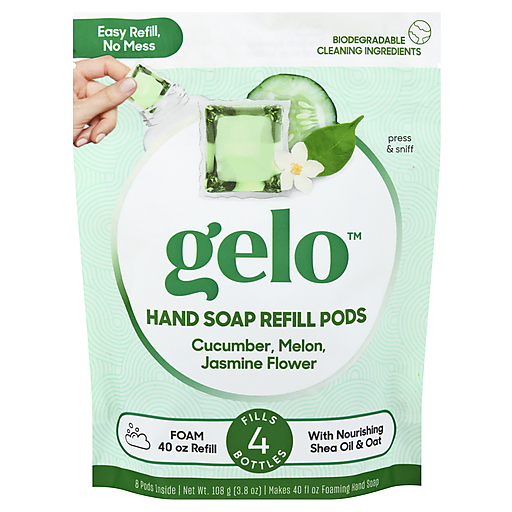 Easy Refill,
No Mess
BIODEGRADABLE
CLEANING INGREDIENTS
press
& sniff
gelo™
HAND SOAP REFILL PODS
Cucumber, Melon,
Jasmine Flower
FOAM
40 oz Refill
FILLS
4
BOTTLES
With Nourishing
Shea Oil & Oat
8 Pods Inside | Net Wt. 108 g (3.8 oz) | Makes 40 fl oz Foaming Hand Soap